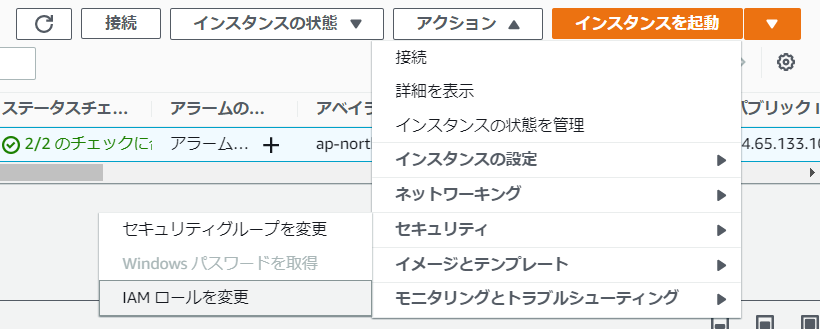 接続
インスタンスの状態
アクション
インスタンスを起動
接続
詳細を表示
インスタンスの状態を管理
インスタンスの設定
ネットワーキング
セキュリティ
イメージとテンプレート
モニタリングとトラブルシューティング
セキュリティグループを変更
Windows パスワードを取得
IAM ロールを変更
ステータスチェ...
アラームの...
アベイラ
パブリック I
2/2 のチェックに
アラーム...
ap-nort
4.65.133.10